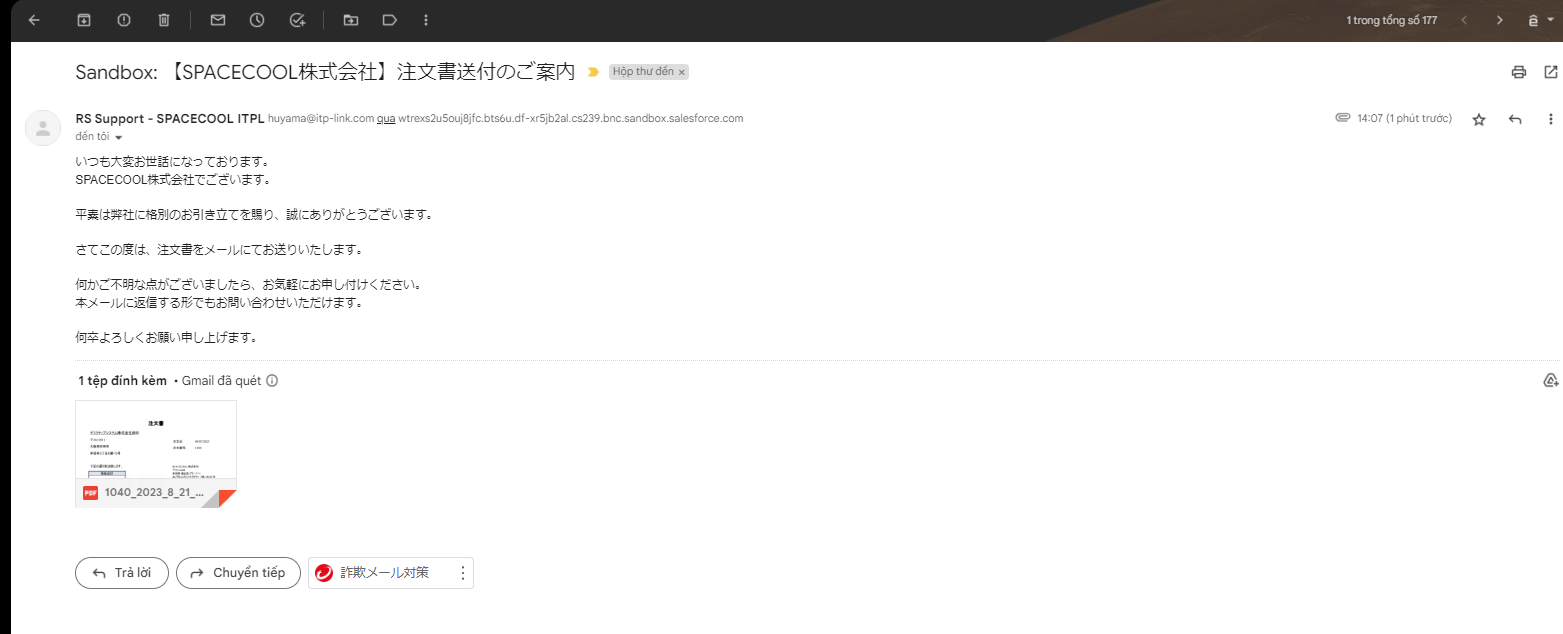 1 trong tổng số 177
ê
Sandbox: 【SPACECOOL株式会社】注文書送付のご案内
Hộp thư đến ×
RS Support - SPACECOOL ITPL huyama@itp-link.com qua wtrexs2u5ouj8jfc.bts6u.df-xr5jb2al.cs239.bnc.sandbox.salesforce.com
14:07 (1 phút trước)
đến tôi
いつも大変お世話になっております。
SPACECOOL株式会社でございます。
平素は弊社に格別のお引き立てを賜り、誠にありがとうございます。
さてこの度は、注文書をメールにてお送りいたします。
何かご不明な点がございましたら、お気軽にお申し付けください。
本メールに返信する形でもお問い合わせいただけます。
何卒よろしくお願い申し上げます。
1 tệp đính kèm • Gmail đã quét
注文書
PDF 1040_2023_8_21_...
Trả lời
Chuyển tiếp
詐欺メール対策